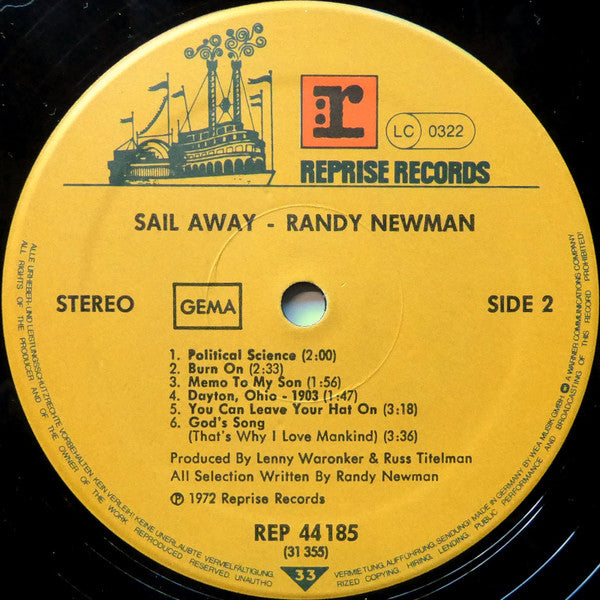 r
LC 0322
REPRISE RECORDS
SAIL AWAY - RANDY NEWMAN
STEREO
GEMA
SIDE 2
1. Political Science (2:00)
2. Burn On (2:33)
3. Memo To My Son (1:56)
4. Dayton, Ohio - 1903 (1:47)
5. You Can Leave Your Hat On (3:18)
6. God's Song
(That's Why I Love Mankind) (3:36)
Produced by Lenny Waronker & Russ Titelman
All Selection Written By Randy Newman
℗ 1972 Reprise Records
REP 44 185
(31 355)
33
ALLE URHEBER- UND LEISTUNGSSCHUTZRECHTE VORBEHALTEN KEIN VERLEIH! KEINE UNERLAUBTE VERVIELFÄLTIGUNG,
VERMIETUNG, AUFFÜHRUNG, SENDUNG! MADE IN GERMANY BY WEA MUSIK GMBH A WARNER COMMUNICATIONS COMPANY
ALL RIGHTS OF THE PRODUCER AND OF THE OWNER OF THE WORK REPRODUCED RESERVED. UNAUTHO
RIZED COPYING, HIRING, LENDING, PUBLIC PERFORMANCE AND BROADCASTING OF THIS RECORD PROHIBITED!